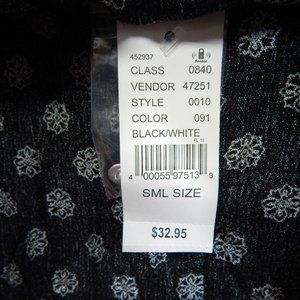 452937
CLASS 0840
VENDOR 47251
STYLE 0010
COLOR 091
BLACK/WHITE
4 00055 97513 9
SML SIZE
$32.95